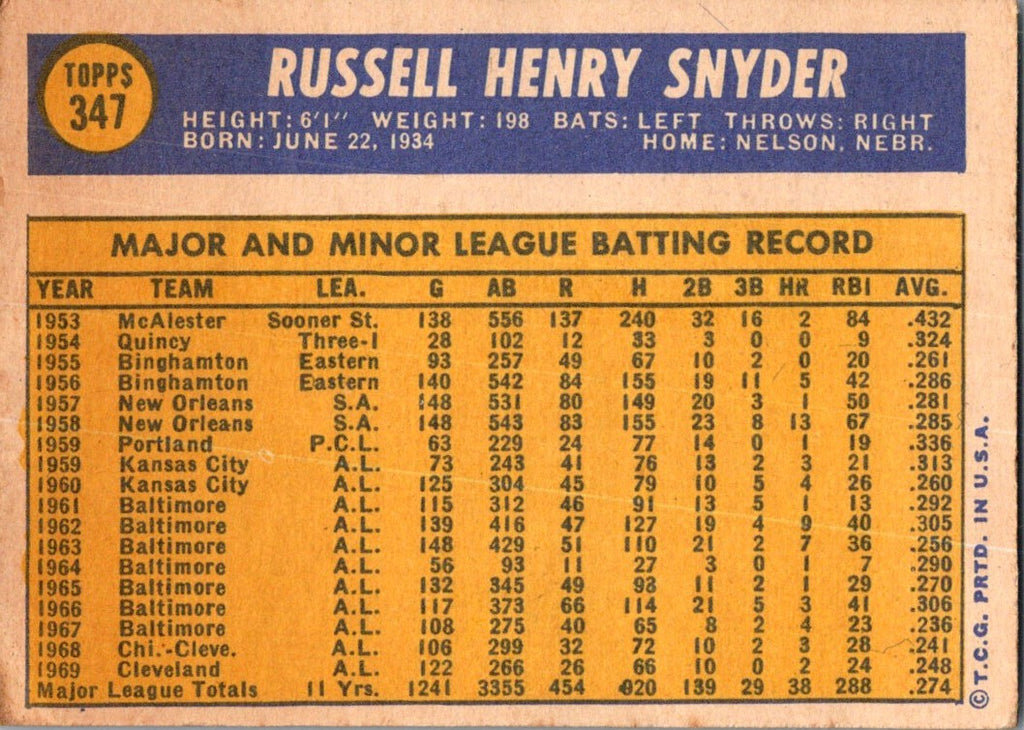 TOPPS
347
RUSSELL HENRY SNYDER
HEIGHT: 6'1" WEIGHT: 198 BATS: LEFT THROWS: RIGHT
BORN: JUNE 22, 1934 HOME: NELSON, NEBR.
MAJOR AND MINOR LEAGUE BATTING RECORD
YEAR TEAM LEA. G AB R H 2B 3B HR RBI AVG.
1953 McAlester Sooner St. 138 556 137 240 32 16 2 84 .432
1954 Quincy Three-I 28 102 12 33 3 0 0 9 .324
1955 Binghamton Eastern 93 257 49 67 10 2 0 20 .261
1956 Binghamton Eastern 140 542 84 155 19 11 5 42 .286
1957 New Orleans S.A. 148 531 80 149 20 3 1 50 .281
1958 New Orleans S.A. 148 543 83 155 23 8 13 67 .285
1959 Portland P.C.L. 63 229 24 77 14 0 1 19 .336
1959 Kansas City A.L. 73 243 41 76 13 2 3 21 .313
1960 Kansas City A.L. 125 304 45 79 10 5 4 26 .260
1961 Baltimore A.L. 115 312 46 91 13 5 1 13 .292
1962 Baltimore A.L. 139 416 47 127 19 4 9 40 .305
1963 Baltimore A.L. 148 429 51 110 21 2 7 36 .256
1964 Baltimore A.L. 56 93 11 27 3 0 1 7 .290
1965 Baltimore A.L. 132 345 49 93 11 2 1 29 .270
1966 Baltimore A.L. 117 373 66 114 21 5 3 41 .306
1967 Baltimore A.L. 108 275 40 65 8 2 4 23 .236
1968 Chi.-Cleve. A.L. 106 299 32 72 10 2 3 28 .241
1969 Cleveland A.L. 122 266 26 66 10 0 2 24 .248
Major League Totals 11 Yrs. 1241 3355 454 920 139 29 38 288 .274
© T.C.G. PRTD. IN U.S.A.